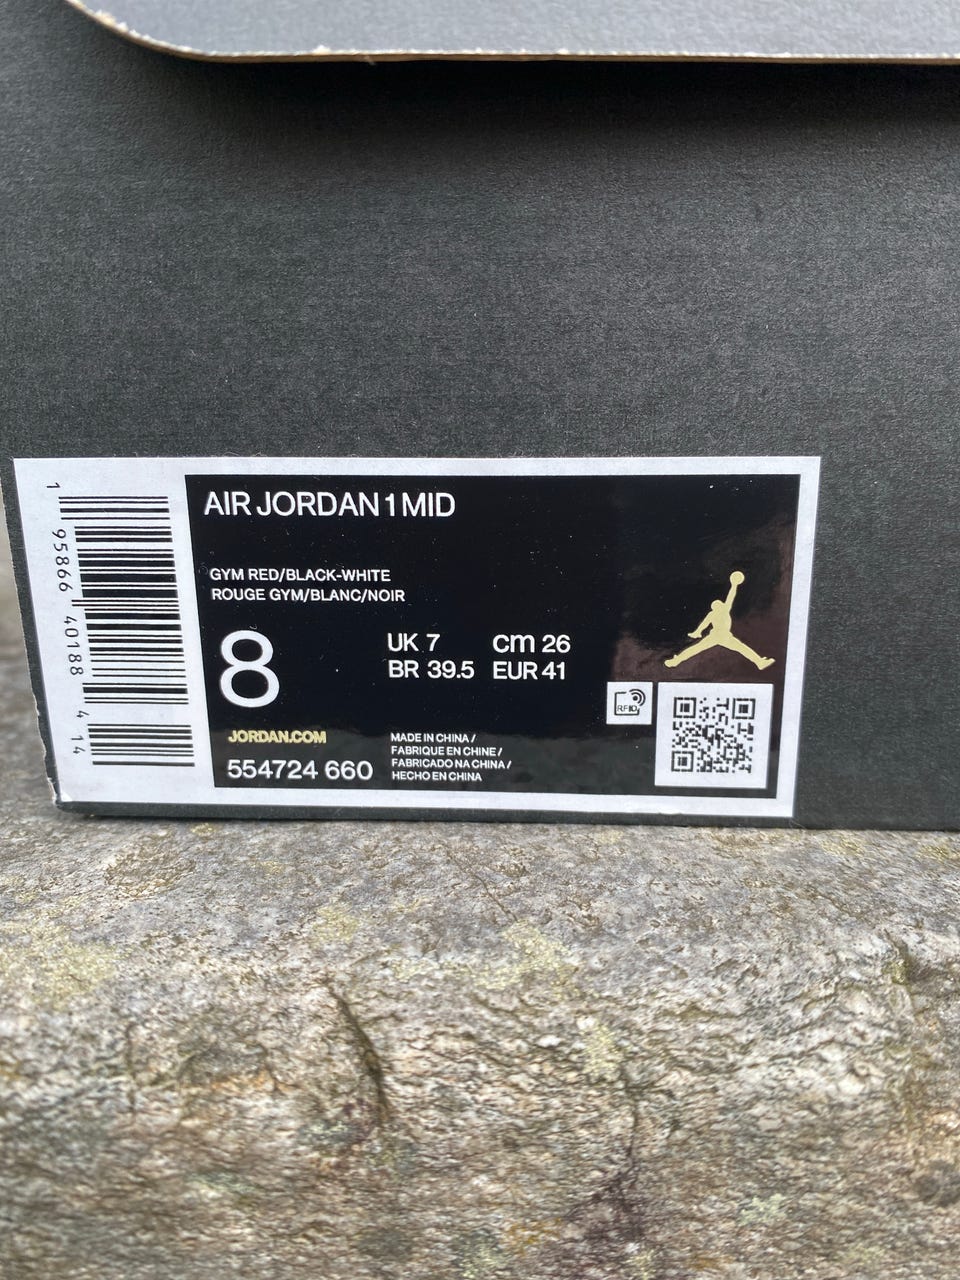 AIR JORDAN 1 MID
GYM RED/BLACK-WHITE
ROUGE GYM/BLANC/NOIR
8
UK 7 cm 26
BR 39.5 EUR 41
RFID
JORDAN.COM
554724 660
MADE IN CHINA /
FABRIQUE EN CHINE /
FABRICADO NA CHINA /
HECHO EN CHINA
1 95866 40188 4 14